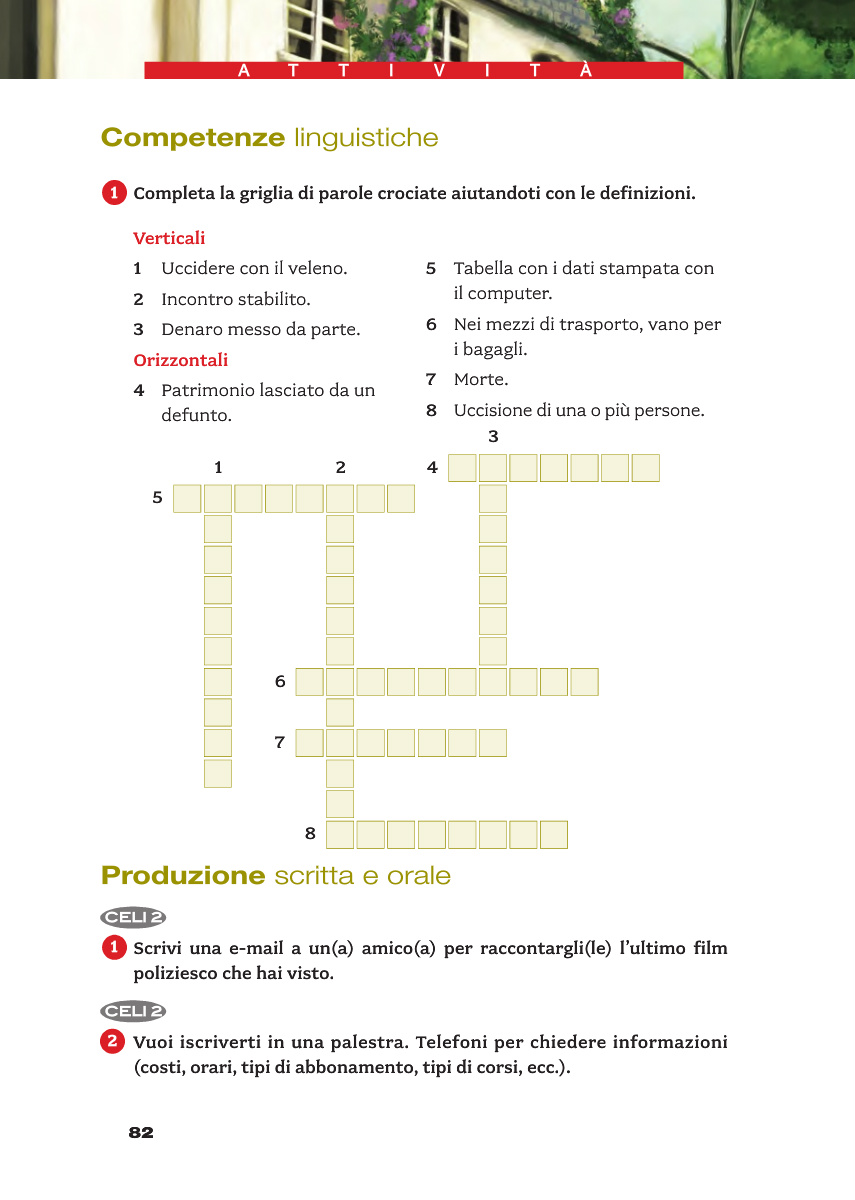 ATTIVITÀ
Competenze linguistiche
1 Completa la griglia di parole crociate aiutandoti con le definizioni.
Verticali
1 Uccidere con il veleno.
2 Incontro stabilito.
3 Denaro messo da parte.
Orizzontali
4 Patrimonio lasciato da un
defunto.
5 Tabella con i dati stampata con
il computer.
6 Nei mezzi di trasporto, vano per
i bagagli.
7 Morte.
8 Uccisione di una o più persone.
3
1 2 4
5
6
7
8
Produzione scritta e orale
CELI 2
1 Scrivi una e-mail a un(a) amico(a) per raccontargli(le) l’ultimo film
poliziesco che hai visto.
CELI 2
2 Vuoi iscriverti in una palestra. Telefoni per chiedere informazioni
(costi, orari, tipi di abbonamento, tipi di corsi, ecc.).
82